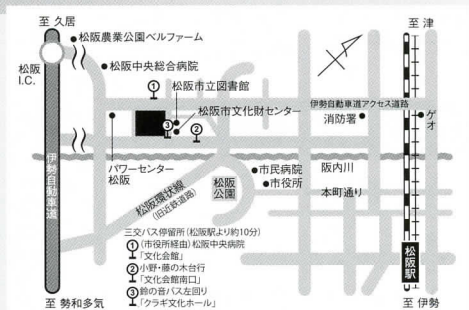 至 久居
至 津
松阪農業公園ベルファーム
松阪
I.C.
松阪中央総合病院
①
松阪市立図書館
松阪市文化財センター
伊勢自動車道アクセス道路
消防署
ゲオ
③
②
伊勢自動車道
パワーセンター
松阪
松阪環状線
(旧近鉄道路)
松阪
公園
市民病院
市役所
阪内川
本町通り
松阪駅
三交バス停留所(松阪駅より約10分)
①(市役所経由)松阪中央病院
「文化会館」
②小野・藤の木台行
「文化会館南口」
③鈴の音バス左回り
「クラギ文化ホール」
至 勢和多気
至 伊勢